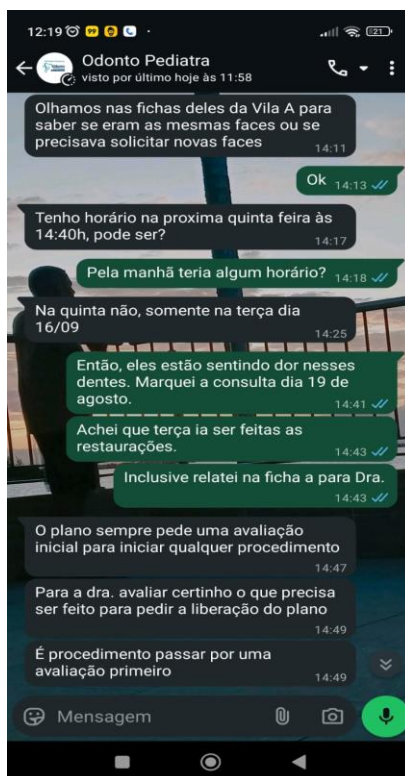 12:19
21
Odonto Pediatra
visto por último hoje às 11:58
Olhamos nas fichas deles da Vila A para
saber se eram as mesmas faces ou se
precisava solicitar novas faces
14:11
Ok 14:13
Tenho horário na proxima quinta feira às
14:40h, pode ser?
14:17
Pela manhã teria algum horário? 14:18
Na quinta não, somente na terça dia
16/09
14:25
Então, eles estão sentindo dor nesses
dentes. Marquei a consulta dia 19 de
agosto.
14:41
Achei que terça ia ser feitas as
restaurações.
14:43
Inclusive relatei na ficha a para Dra.
14:43
O plano sempre pede uma avaliação
inicial para iniciar qualquer procedimento
14:47
Para a dra. avaliar certinho o que precisa
ser feito para pedir a liberação do plano
14:49
É procedimento passar por uma
avaliação primeiro
14:49
Mensagem